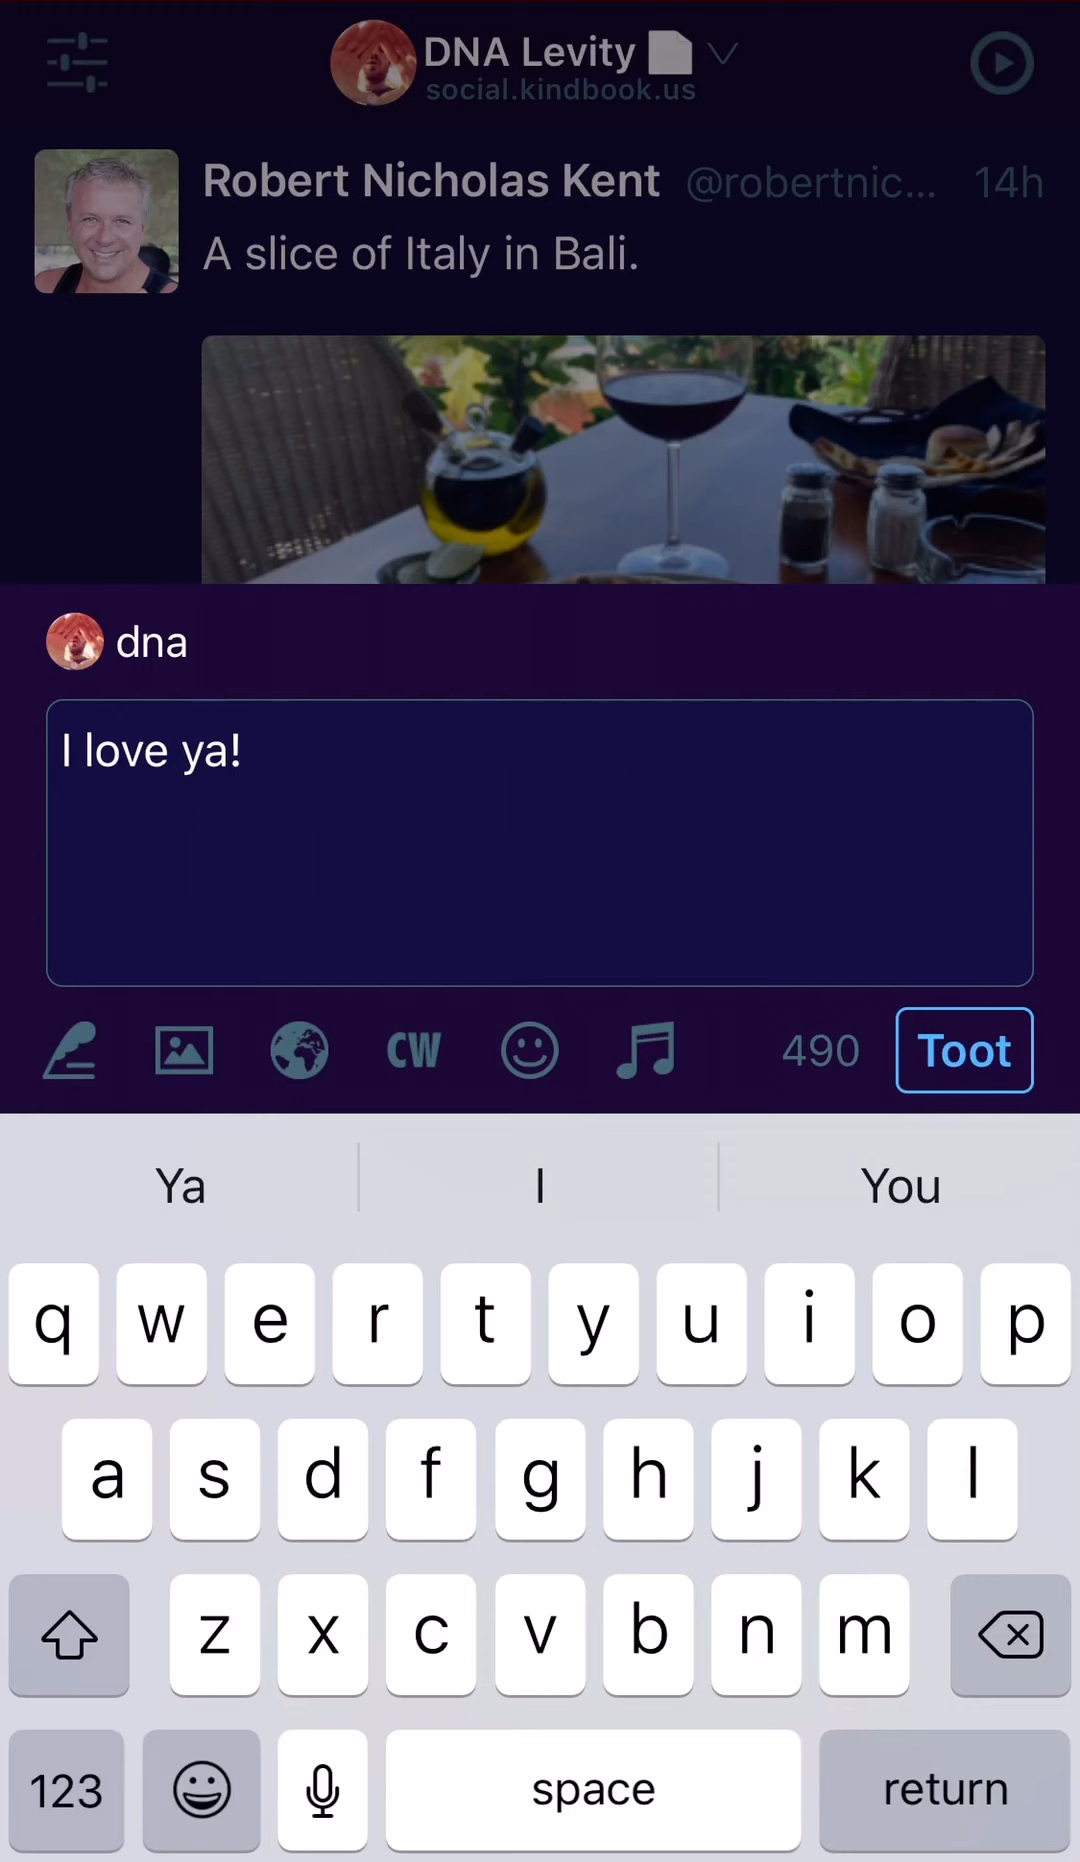 DNA Levity
social.kindbook.us
Robert Nicholas Kent @robertnic... 14h
A slice of Italy in Bali.
dna
I love ya!
CW 490 Toot
Ya I You
q w e r t y u i o p
a s d f g h j k l
z x c v b n m
123 space return